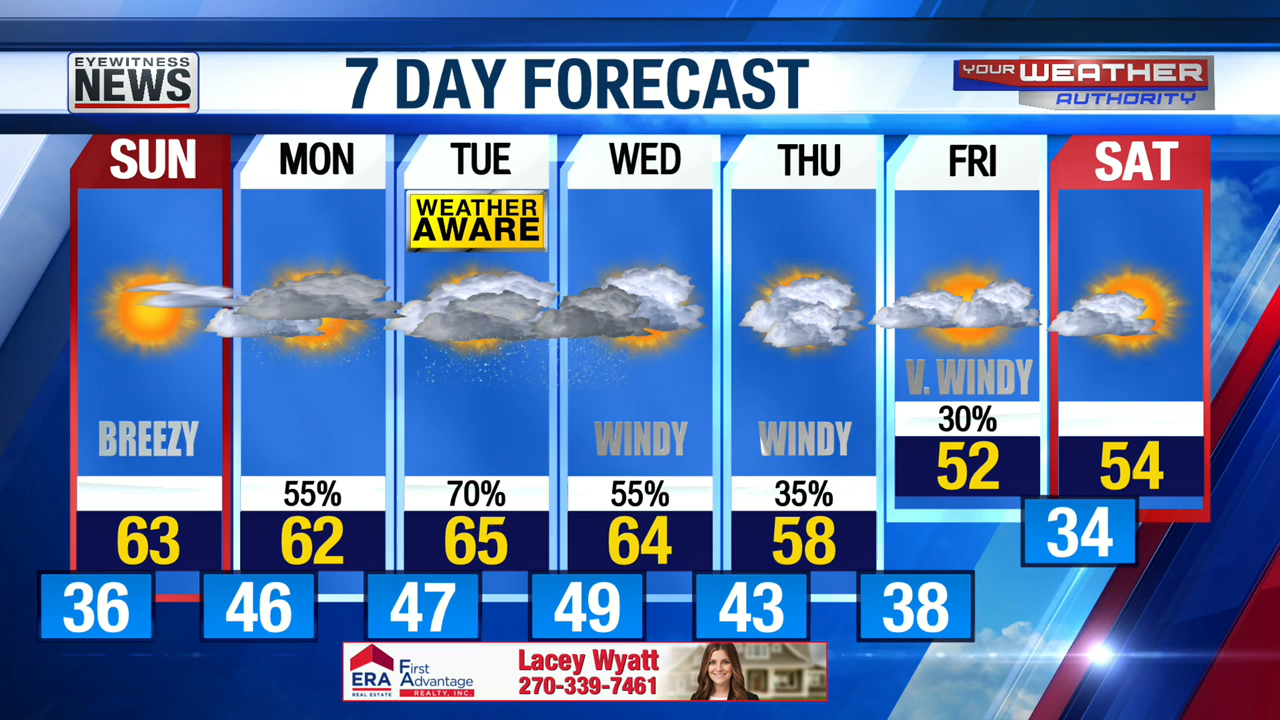 EYEWITNESS
NEWS
7 DAY FORECAST
YOUR WEATHER
AUTHORITY
SUN
MON
TUE
WED
THU
FRI
SAT
WEATHER
AWARE
BREEZY
WINDY
WINDY
V. WINDY
55%
70%
55%
35%
30%
63
62
65
64
58
52
54
36
46
47
49
43
38
34
ERA
REAL ESTATE
First
Advantage
REALTY, INC.
Lacey Wyatt
270-339-7461